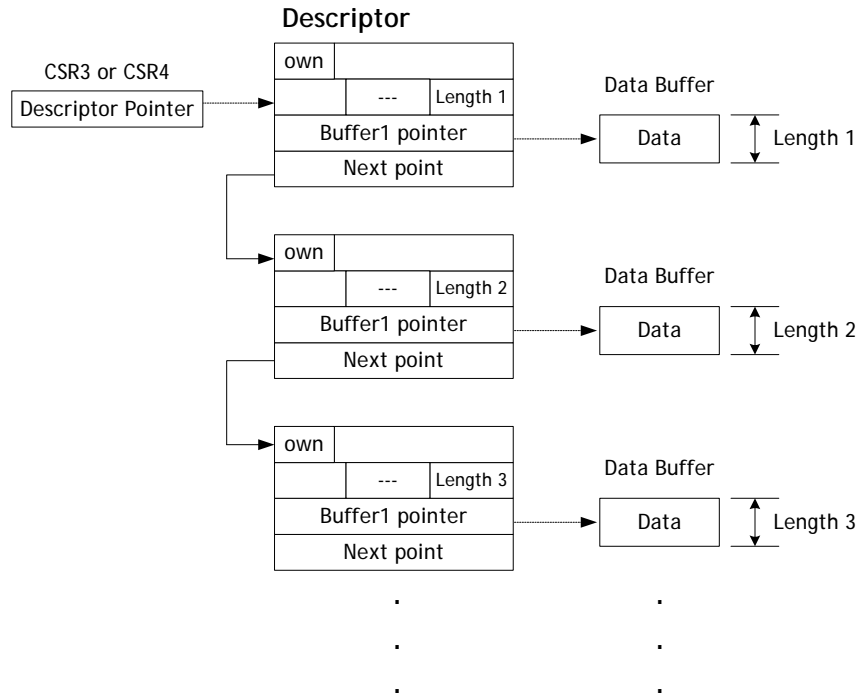 Descriptor
CSR3 or CSR4
Descriptor Pointer
own
--- Length 1
Buffer1 pointer
Next point
Data Buffer
Data
Length 1
own
--- Length 2
Buffer1 pointer
Next point
Data Buffer
Data
Length 2
own
--- Length 3
Buffer1 pointer
Next point
Data Buffer
Data
Length 3
. .
. .
. .